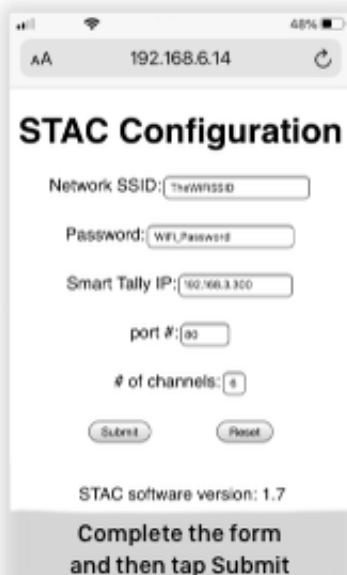 48%
AA 192.168.6.14
STAC Configuration
Network SSID: TheWIFISSID
Password: WiFi_Password
Smart Tally IP: 192.168.3.300
port #: 80
# of channels: 6
Submit Reset
STAC software version: 1.7
Complete the form
and then tap Submit